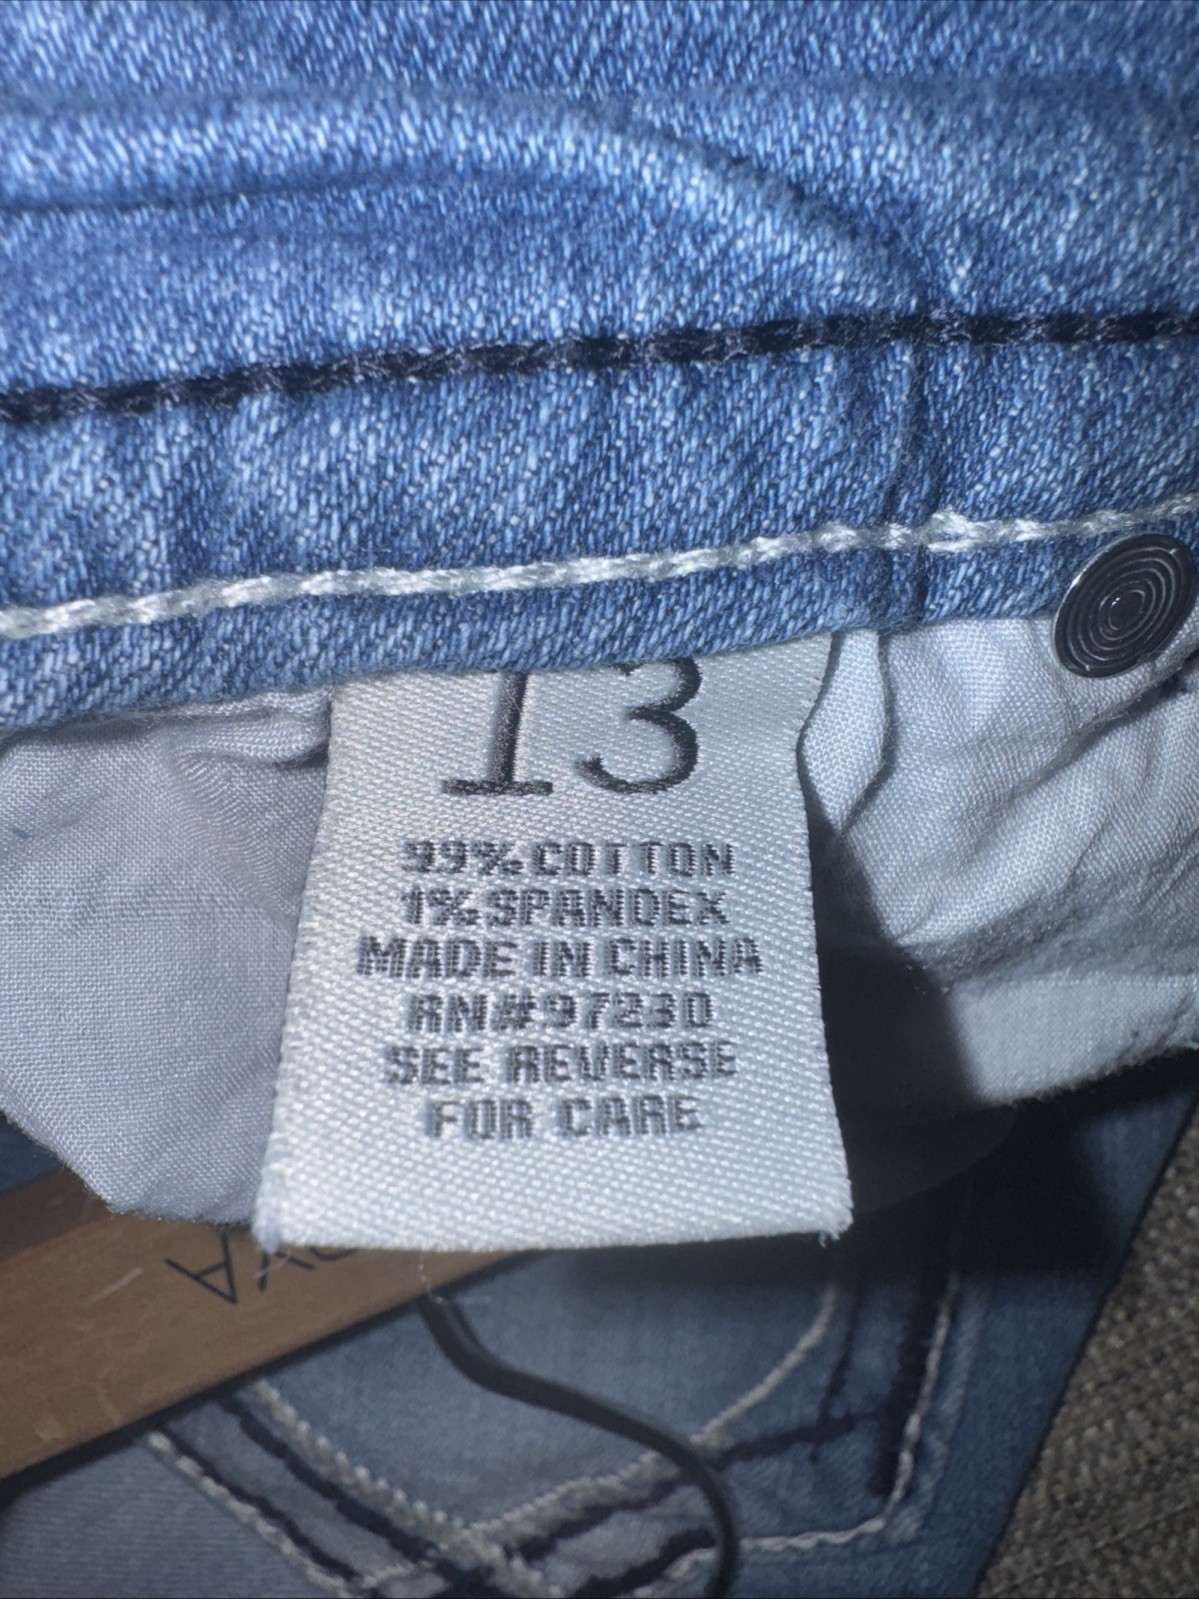 13
99% COTTON
1% SPANDEX
MADE IN CHINA
RN#97230
SEE REVERSE
FOR CARE